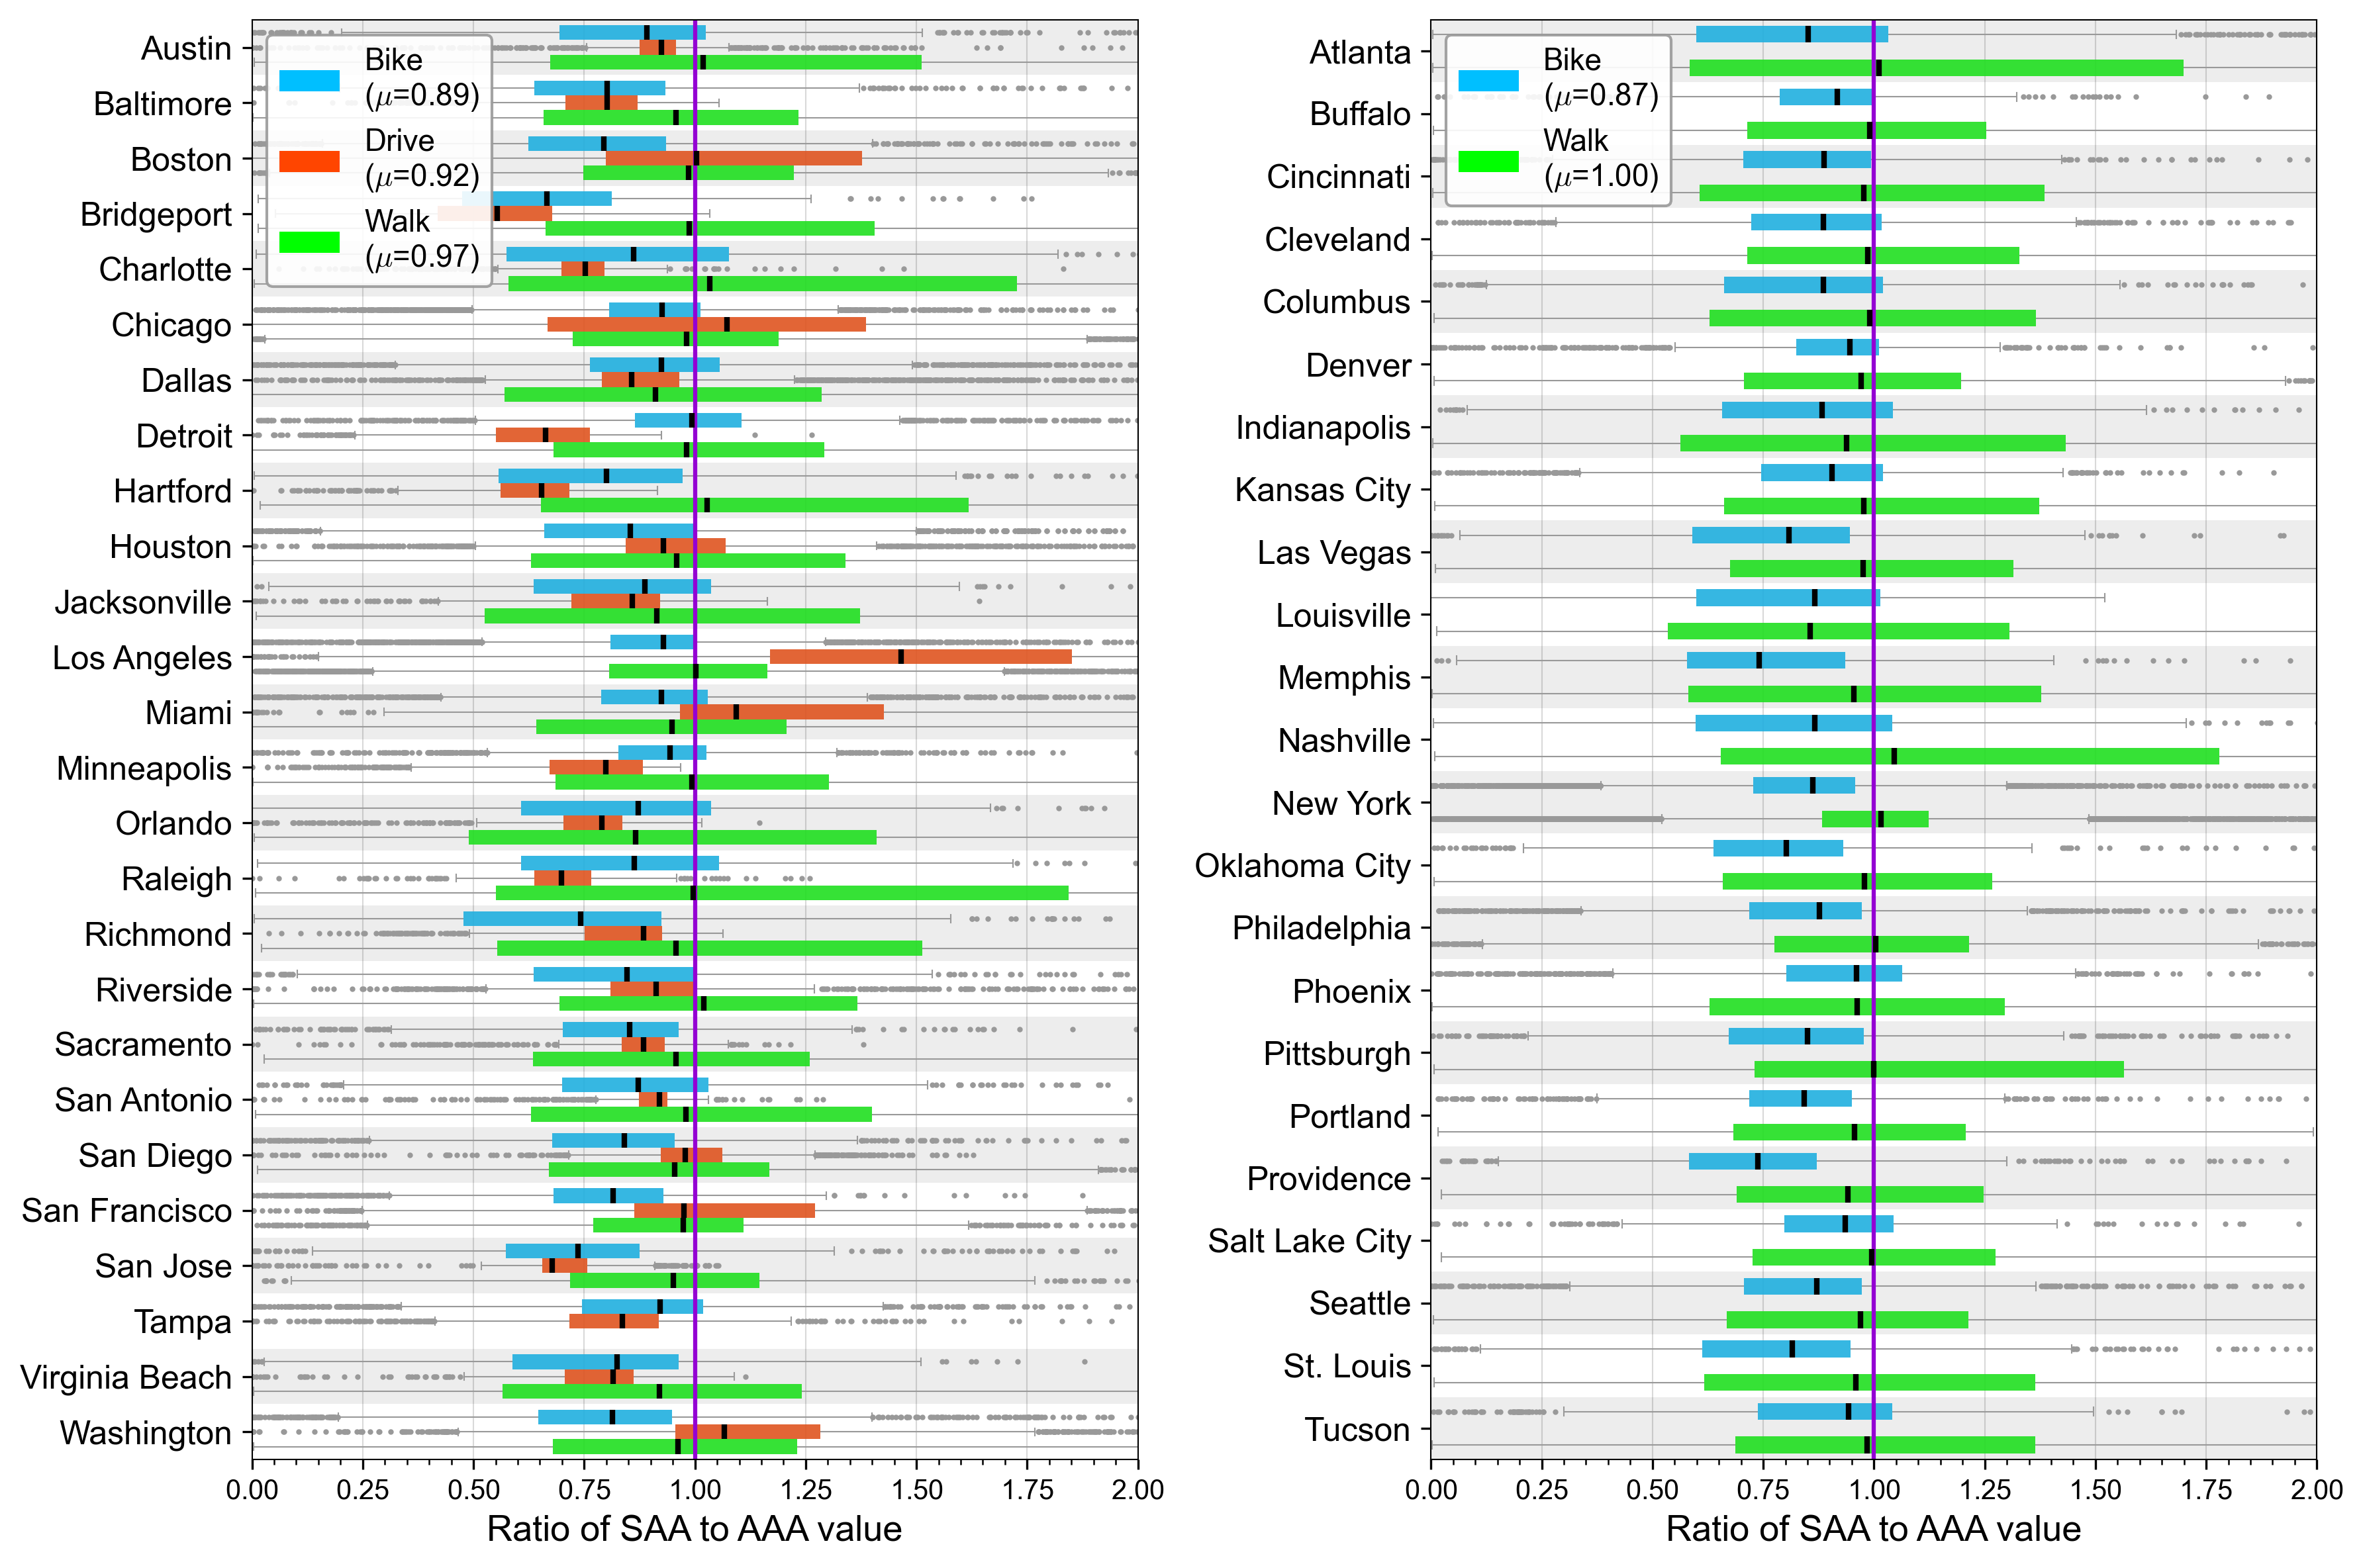 Austin
Baltimore
Boston
Bridgeport
Charlotte
Chicago
Dallas
Detroit
Hartford
Houston
Jacksonville
Los Angeles
Miami
Minneapolis
Orlando
Raleigh
Richmond
Riverside
Sacramento
San Antonio
San Diego
San Francisco
San Jose
Tampa
Virginia Beach
Washington
Bike
(μ=0.89)
Drive
(μ=0.92)
Walk
(μ=0.97)
0.00 0.25 0.50 0.75 1.00 1.25 1.50 1.75 2.00
Ratio of SAA to AAA value
Atlanta
Buffalo
Cincinnati
Cleveland
Columbus
Denver
Indianapolis
Kansas City
Las Vegas
Louisville
Memphis
Nashville
New York
Oklahoma City
Philadelphia
Phoenix
Pittsburgh
Portland
Providence
Salt Lake City
Seattle
St. Louis
Tucson
Bike
(μ=0.87)
Walk
(μ=1.00)
0.00 0.25 0.50 0.75 1.00 1.25 1.50 1.75 2.00
Ratio of SAA to AAA value